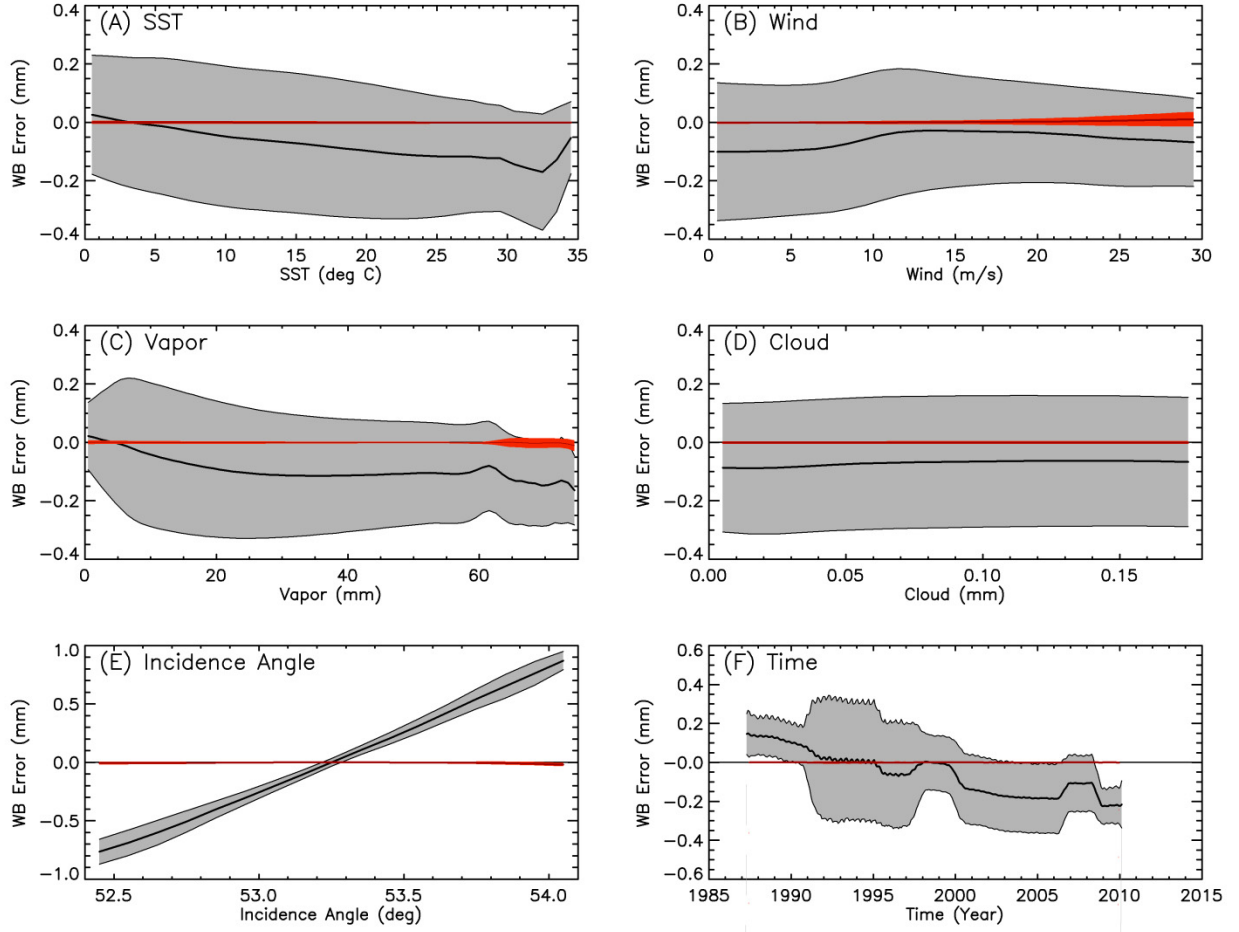 (A) SST
WB Error (mm)
0.4
0.2
0.0
−0.2
−0.4
0 5 10 15 20 25 30 35
SST (deg C)
(B) Wind
WB Error (mm)
0.4
0.2
0.0
−0.2
−0.4
0 5 10 15 20 25 30
Wind (m/s)
(C) Vapor
WB Error (mm)
0.4
0.2
0.0
−0.2
−0.4
0 20 40 60
Vapor (mm)
(D) Cloud
WB Error (mm)
0.4
0.2
0.0
−0.2
−0.4
0.00 0.05 0.10 0.15
Cloud (mm)
(E) Incidence Angle
WB Error (mm)
1.0
0.5
0.0
−0.5
−1.0
52.5 53.0 53.5 54.0
Incidence Angle (deg)
(F) Time
WB Error (mm)
0.6
0.4
0.2
−0.0
−0.2
−0.4
−0.6
1985 1990 1995 2000 2005 2010 2015
Time (Year)